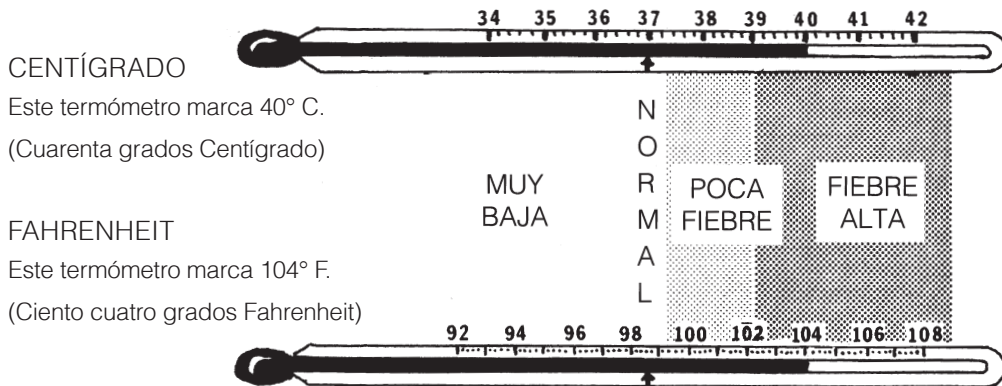 34 35 36 37 38 39 40 41 42
CENTÍGRADO
Este termómetro marca 40° C.
(Cuarenta grados Centígrado)
NORMAL
MUY
BAJA
POCA
FIEBRE
FIEBRE
ALTA
FAHRENHEIT
Este termómetro marca 104° F.
(Ciento cuatro grados Fahrenheit)
92 94 96 98 100 102 104 106 108